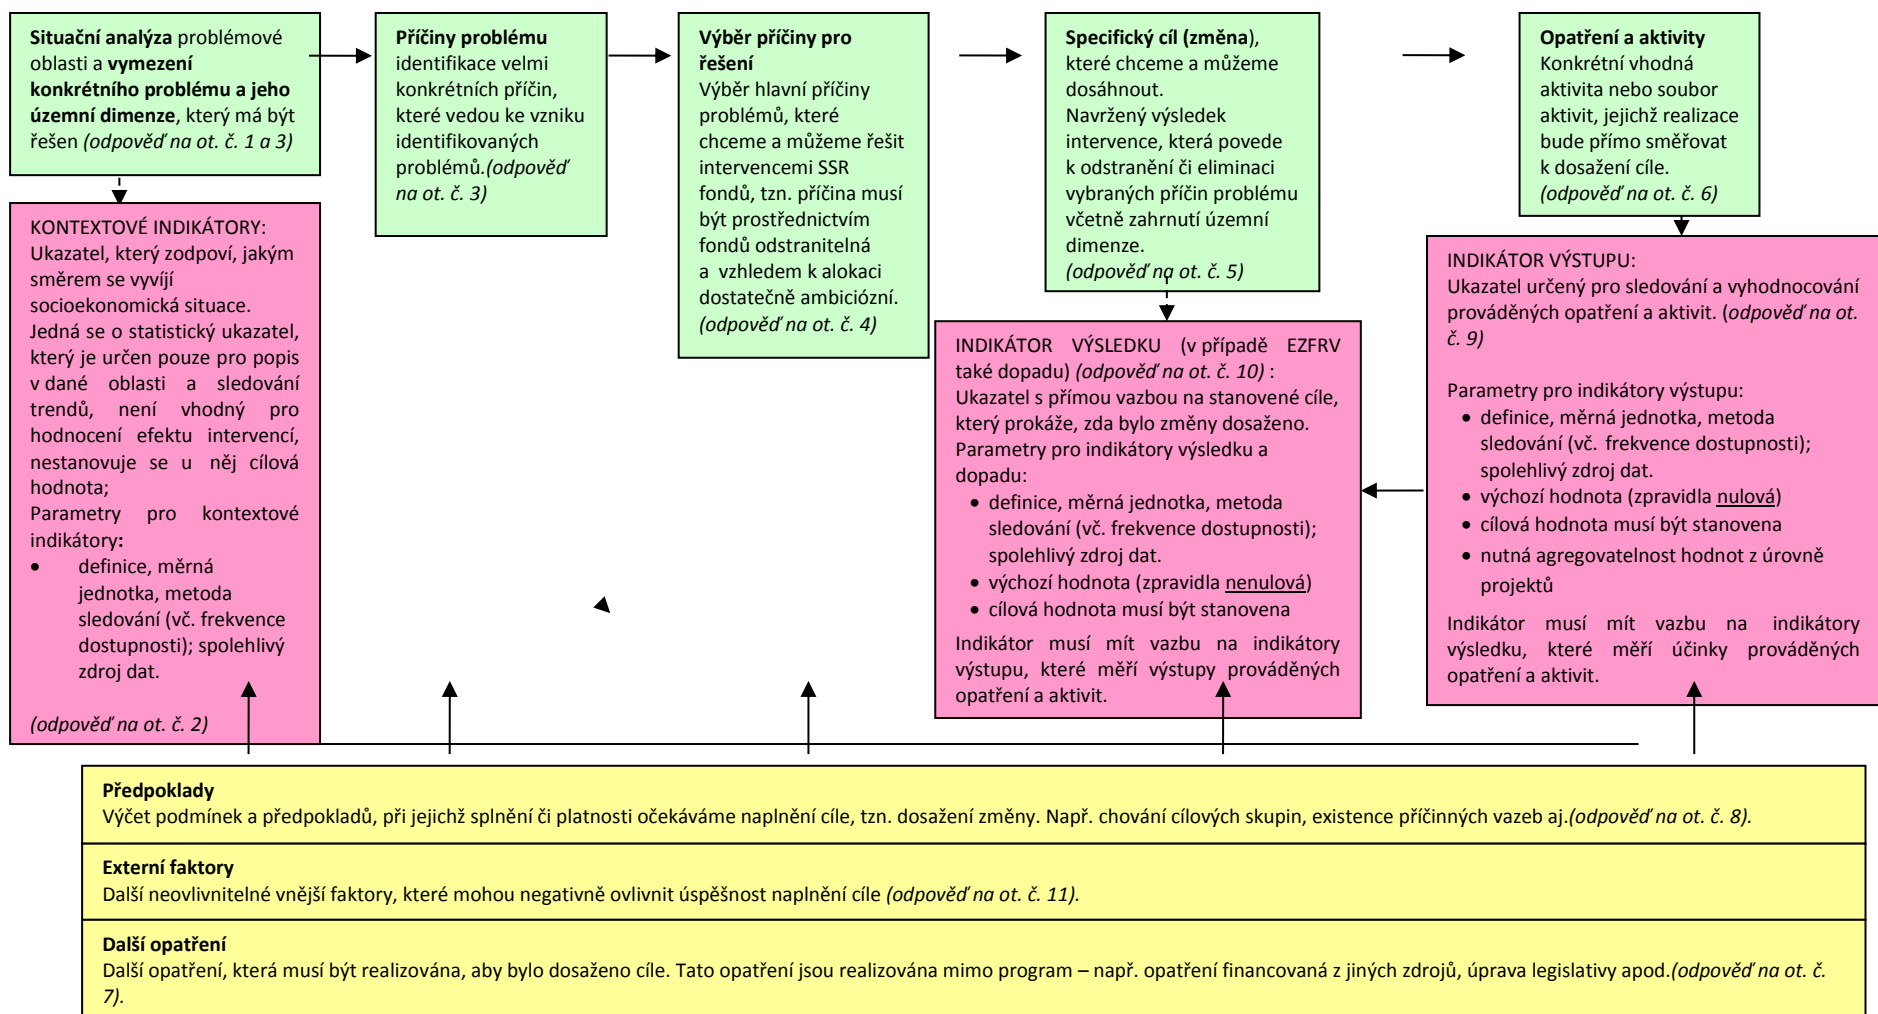 Situační analýza problémové
oblasti a vymezení
konkrétního problému a jeho
územní dimenze, který má být
řešen (odpověď na ot. č. 1 a 3)
Příčiny problému
identifikace velmi
konkrétních příčin,
které vedou ke vzniku
identifikovaných
problémů.(odpověď
na ot. č. 3)
Výběr příčiny pro
řešení
Výběr hlavní příčiny
problémů, které
chceme a můžeme řešit
intervencemi SSR
fondů, tzn. příčina musí
být prostřednictvím
fondů odstranitelná
a vzhledem k alokaci
dostatečně ambiciózní.
(odpověď na ot. č. 4)
Specifický cíl (změna),
které chceme a můžeme
dosáhnout.
Navržený výsledek
intervence, která povede
k odstranění či eliminaci
vybraných příčin problému
včetně zahrnutí územní
dimenze.
(odpověď na ot. č. 5)
Opatření a aktivity
Konkrétní vhodná
aktivita nebo soubor
aktivit, jejichž realizace
bude přímo směřovat
k dosažení cíle.
(odpověď na ot. č. 6)
KONTEXTOVÉ INDIKÁTORY:
Ukazatel, který zodpoví, jakým
směrem se vyvíjí
socioekonomická situace.
Jedná se o statistický ukazatel,
který je určen pouze pro popis
v dané oblasti a sledování
trendů, není vhodný pro
hodnocení efektu intervencí,
nestanovuje se u něj cílová
hodnota;
Parametry pro kontextové
indikátory:
• definice, měrná
jednotka, metoda
sledování (vč. frekvence
dostupnosti); spolehlivý
zdroj dat.
(odpověď na ot. č. 2)
INDIKÁTOR VÝSLEDKU (v případě EZFRV
také dopadu) (odpověď na ot. č. 10) :
Ukazatel s přímou vazbou na stanovené cíle,
který prokáže, zda bylo změny dosaženo.
Parametry pro indikátory výsledku a
dopadu:
• definice, měrná jednotka, metoda
sledování (vč. frekvence dostupnosti);
spolehlivý zdroj dat.
• výchozí hodnota (zpravidla nenulová)
• cílová hodnota musí být stanovena
Indikátor musí mít vazbu na indikátory
výstupu, které měří výstupy prováděných
opatření a aktivit.
INDIKÁTOR VÝSTUPU:
Ukazatel určený pro sledování a vyhodnocování
prováděných opatření a aktivit. (odpověď na ot.
č. 9)
Parametry pro indikátory výstupu:
• definice, měrná jednotka, metoda
sledování (vč. frekvence dostupnosti);
spolehlivý zdroj dat.
• výchozí hodnota (zpravidla nulová)
• cílová hodnota musí být stanovena
• nutná agregovatelnost hodnot z úrovně
projektů
Indikátor musí mít vazbu na indikátory
výsledku, které měří účinky prováděných
opatření a aktivit.
Předpoklady
Výčet podmínek a předpokladů, při jejichž splnění či platnosti očekáváme naplnění cíle, tzn. dosažení změny. Např. chování cílových skupin, existence příčinných vazeb aj.(odpověď na ot. č. 8).
Externí faktory
Další neovlivnitelné vnější faktory, které mohou negativně ovlivnit úspěšnost naplnění cíle (odpověď na ot. č. 11).
Další opatření
Další opatření, která musí být realizována, aby bylo dosaženo cíle. Tato opatření jsou realizována mimo program – např. opatření financovaná z jiných zdrojů, úprava legislativy apod.(odpověď na ot. č.
7).